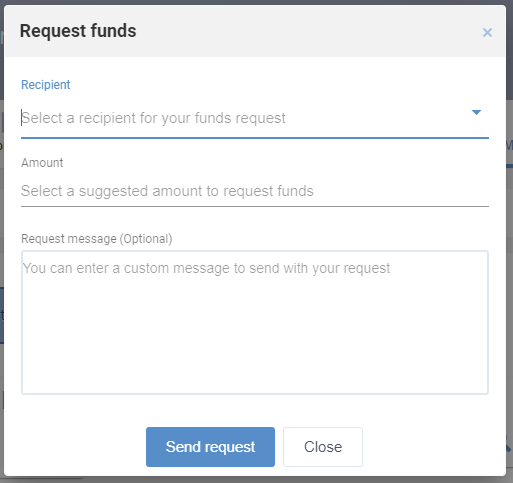 Request funds
×
Recipient
Select a recipient for your funds request
Amount
Select a suggested amount to request funds
Request message (Optional)
You can enter a custom message to send with your request
Send request
Close